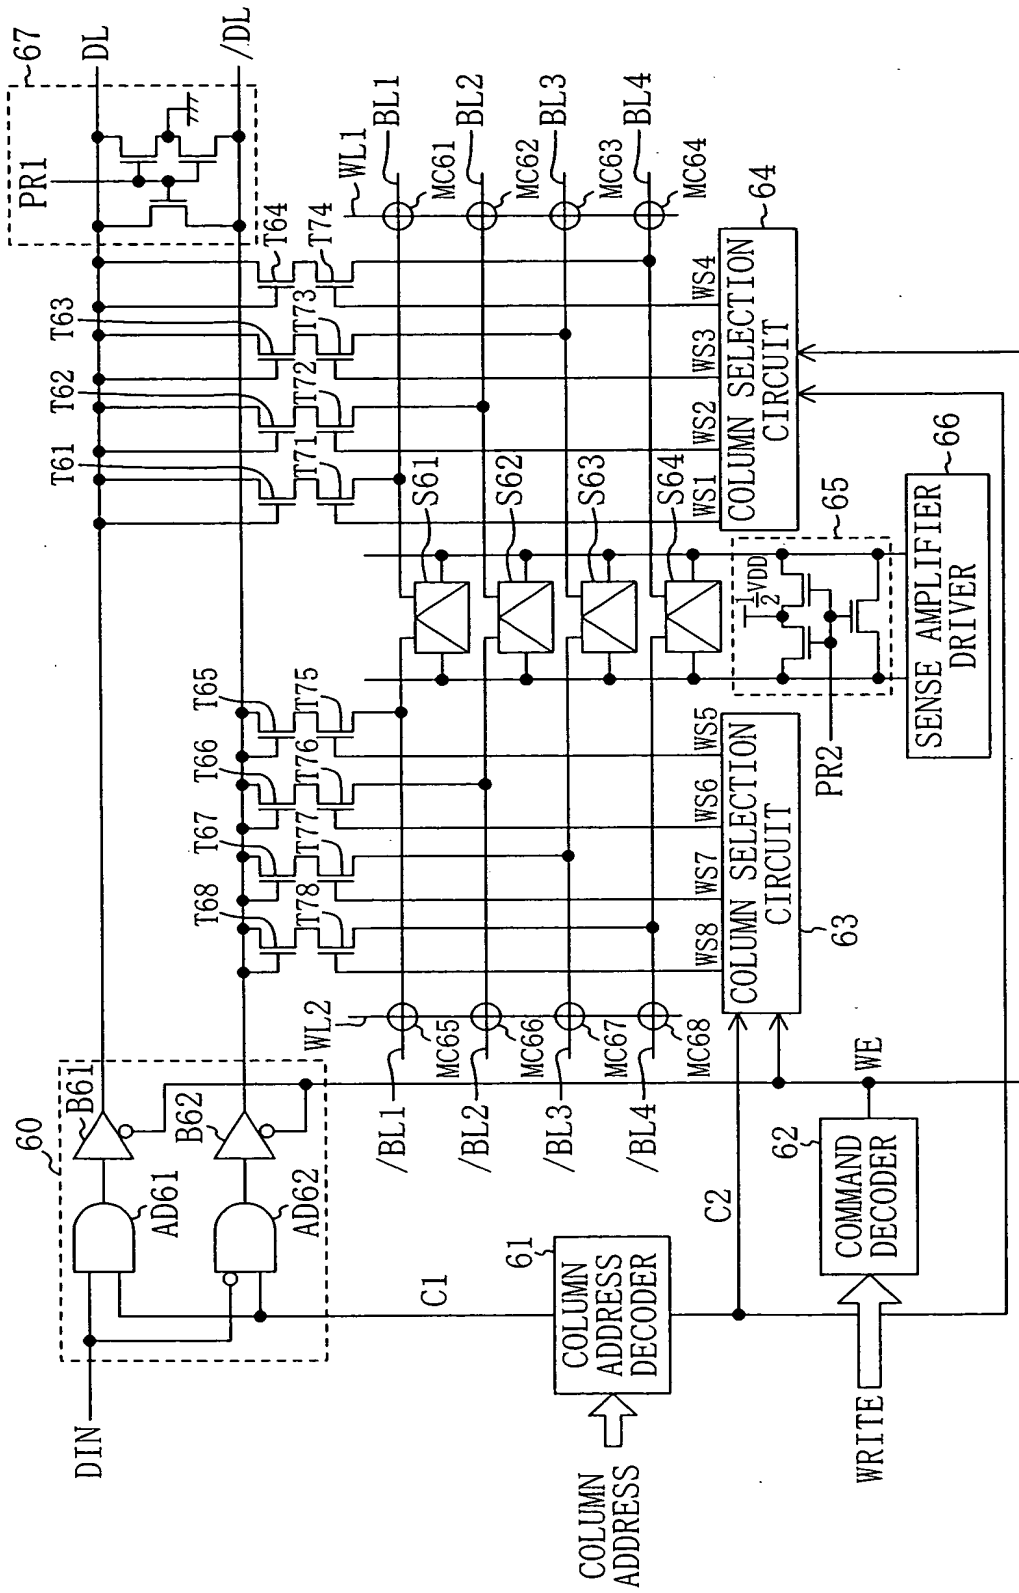 67
DL
/DL
PR1
T64
T74
T63
T73
T62
T72
T61
T71
WL1
BL1
BL2
BL3
BL4
MC61
MC62
MC63
MC64
64
WS4
WS3
WS2
WS1
COLUMN SELECTION
CIRCUIT
S61
S62
S63
S64
65
1/2 VDD
66
SENSE AMPLIFIER
DRIVER
PR2
T65
T75
T66
T76
T67
T77
T68
T78
WS5
WS6
WS7
WS8
COLUMN SELECTION
CIRCUIT
63
WL2
MC65
MC66
MC67
MC68
/BL1
/BL2
/BL3
/BL4
60
B61
B62
AD61
AD62
DIN
C1
C2
61
COLUMN
ADDRESS
DECODER
COLUMN
ADDRESS
WE
62
COMMAND
DECODER
WRITE